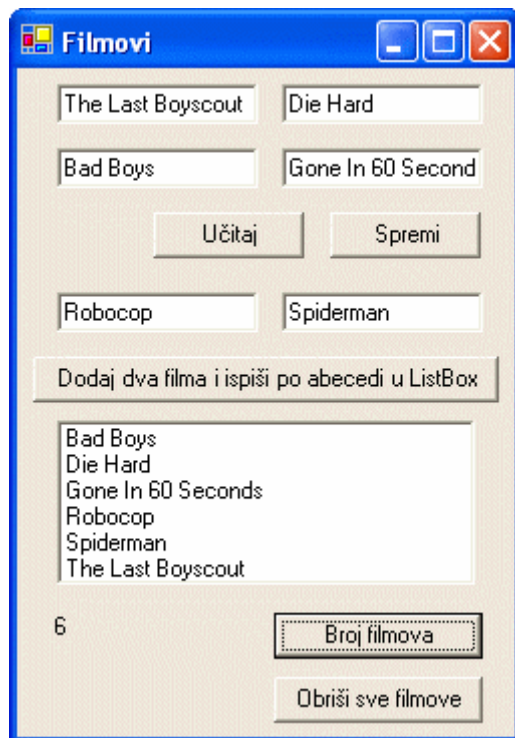 Filmovi
The Last Boyscout Die Hard
Bad Boys Gone In 60 Second
Učitaj Spremi
Robocop Spiderman
Dodaj dva filma i ispiši po abecedi u ListBox
Bad Boys
Die Hard
Gone In 60 Seconds
Robocop
Spiderman
The Last Boyscout
6 Broj filmova
Obriši sve filmove